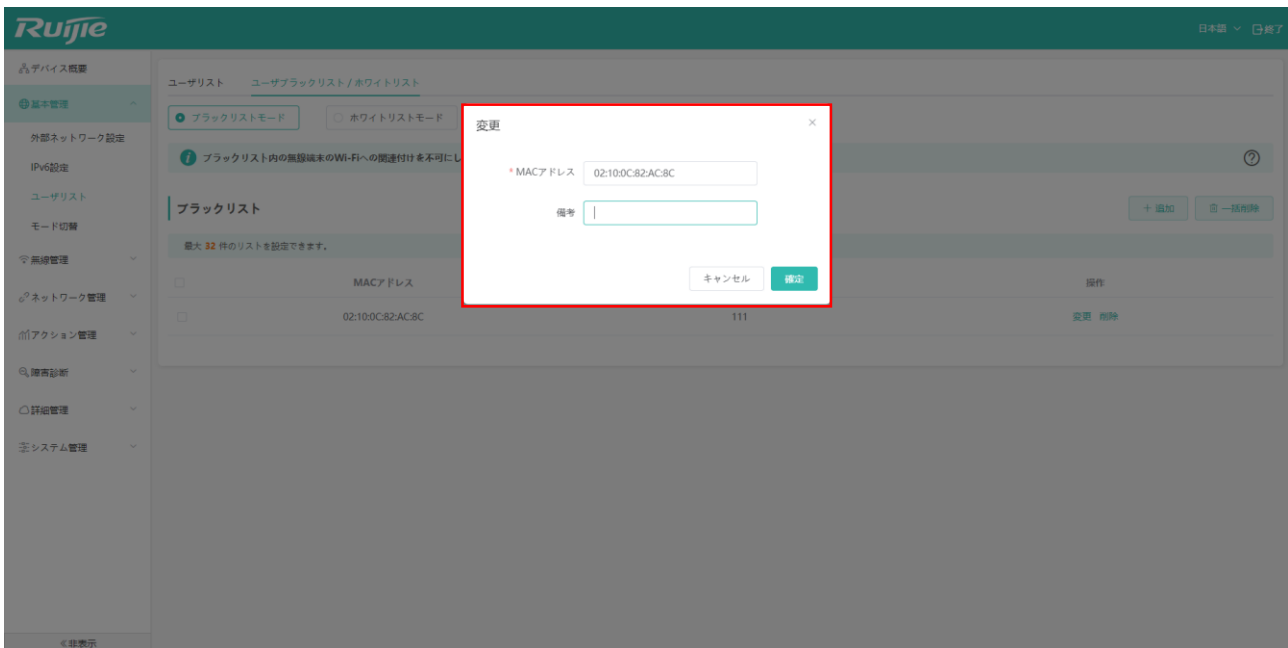 Ruijie
日本語 終了
デバイス概要
基本管理
外部ネットワーク設定
IPv6設定
ユーザリスト
モード切替
無線管理
ネットワーク管理
アクション管理
障害診断
詳細管理
システム管理
≪非表示
ユーザリスト ユーザブラックリスト / ホワイトリスト
ブラックリストモード ホワイトリストモード
ブラックリスト内の無線端末のWi-Fiへの関連付けを不可にし
ブラックリスト
+ 追加 一括削除
最大 32 件のリストを設定できます。
MACアドレス 操作
02:10:0C:82:AC:8C 111 変更 削除
変更 ×
* MACアドレス 02:10:0C:82:AC:8C
備考
キャンセル 確定